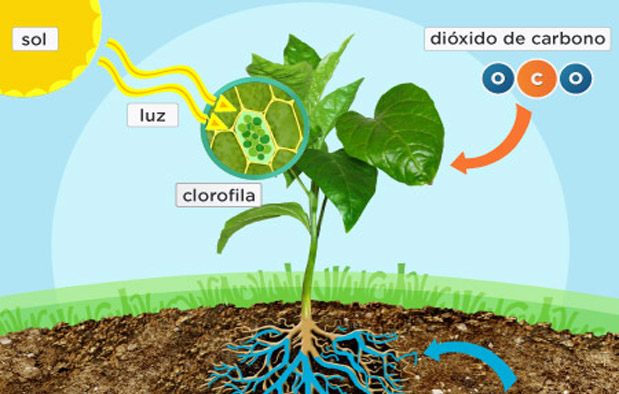 sol
dióxido de carbono
O C O
luz
clorofila